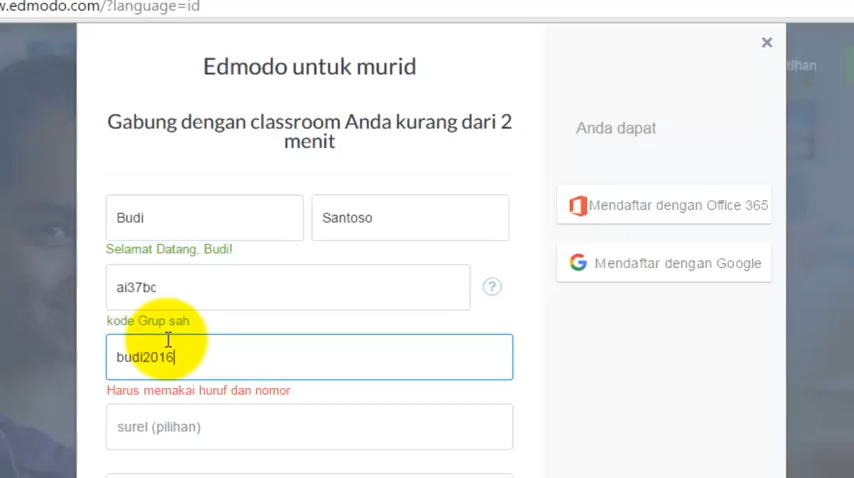 w.edmodo.com/?language=id
Edmodo untuk murid
Gabung dengan classroom Anda kurang dari 2
menit
Anda dapat
Budi
Santoso
Mendaftar dengan Office 365
Selamat Datang, Budi!
Mendaftar dengan Google
ai37bc
?
kode Grup sah
budi2016
Harus memakai huruf dan nomor
surel (pilihan)